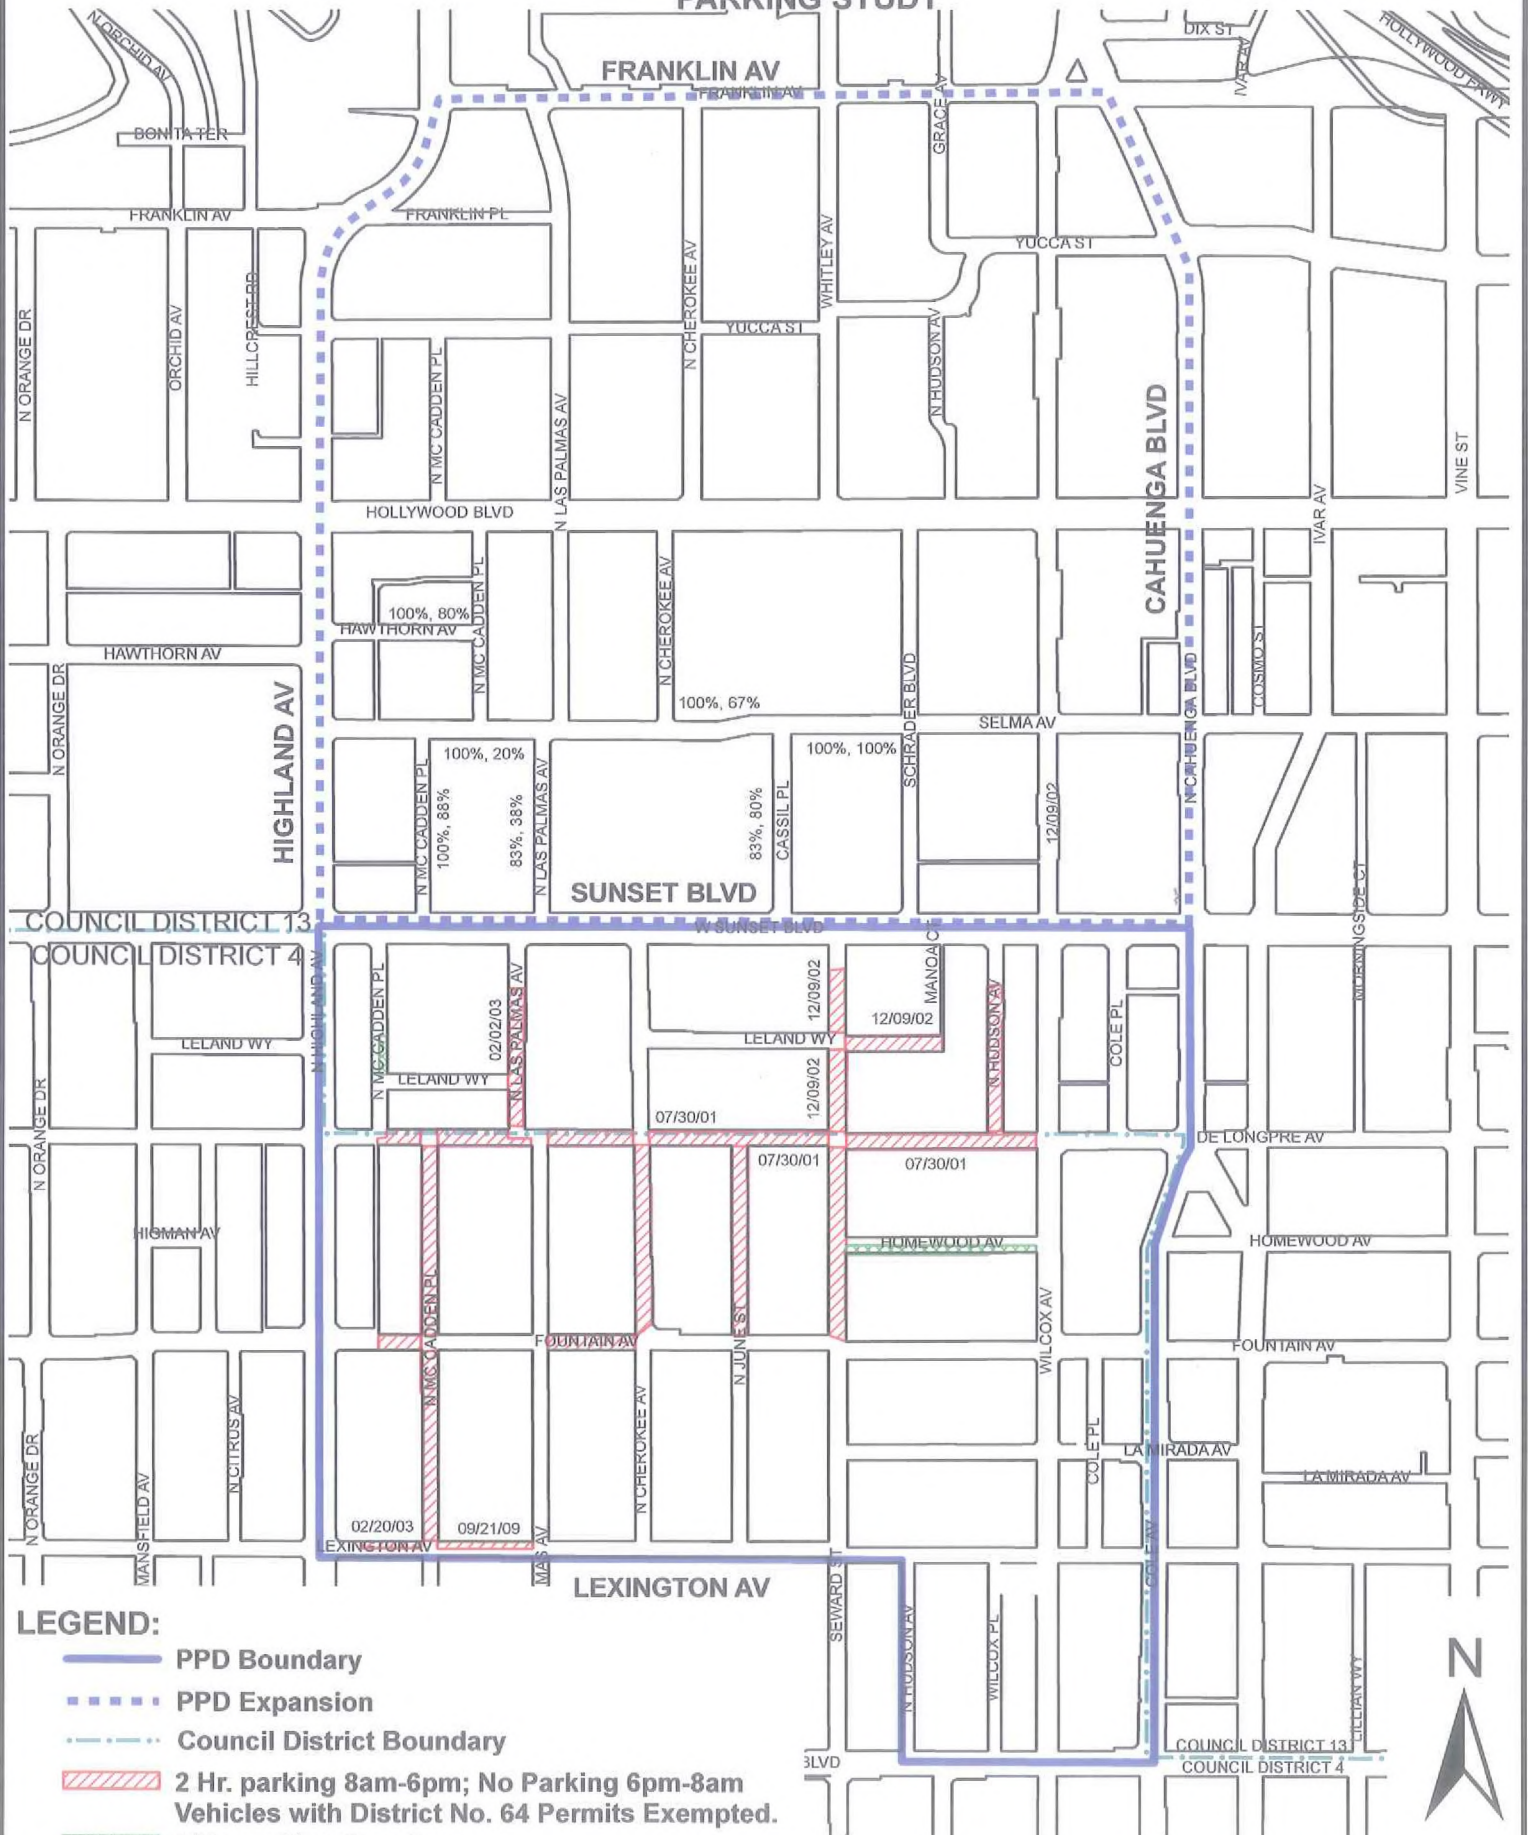 PARKING STUDY
N ORCHID AV
DIX ST
IVAR AV
HOLLYWOOD FRWY
FRANKLIN AV
FRANKLIN AV
GRACE AV
BONITA TER
FRANKLIN AV
FRANKLIN PL
YUCCA ST
N ORANGE DR
ORCHID AV
HILLCREST RD
N MC CADDEN PL
N LAS PALMAS AV
N CHEROKEE AV
WHITLEY AV
YUCCA ST
N HUDSON AV
CAHUENGA BLVD
IVAR AV
VINE ST
HOLLYWOOD BLVD
100%, 80%
HAWTHORN AV
N MC CADDEN PL
N CHEROKEE AV
HAWTHORN AV
N ORANGE DR
HIGHLAND AV
100%, 67%
SCHRADER BLVD
SELMA AV
N CAHUENGA BLVD
COSMO ST
100%, 20%
100%, 100%
N MC CADDEN PL
100%, 88%
83%, 38%
N LAS PALMAS AV
83%, 80%
CASSIL PL
12/09/02
SUNSET BLVD
COUNCIL DISTRICT 13
W SUNSET BLVD
COUNCIL DISTRICT 4
MORNINGSIDE CT
N HIGHLAND AV
N MC CADDEN PL
02/02/03
N LAS PALMAS AV
12/09/02
MANOA CT
12/09/02
N HUDSON AV
COLE PL
LELAND WY
LELAND WY
LELAND WY
12/09/02
07/30/01
N ORANGE DR
DE LONGPRE AV
07/30/01
07/30/01
HIGMAN AV
HOMEWOOD AV
HOMEWOOD AV
N MC CADDEN PL
FOUNTAIN AV
N JUNE ST
WILCOX AV
FOUNTAIN AV
N ORANGE DR
MANSFIELD AV
N CITRUS AV
N CHEROKEE AV
COLE PL
LA MIRADA AV
LA MIRADA AV
02/20/03
09/21/09
LEXINGTON AV
MAS AV
COLE AV
LEXINGTON AV
SEWARD ST
N HUDSON AV
WILCOX PL
LILLIAN WY
N
LEGEND:
PPD Boundary
PPD Expansion
Council District Boundary
COUNCIL DISTRICT 13
BLVD
COUNCIL DISTRICT 4
2 Hr. parking 8am-6pm; No Parking 6pm-8am
Vehicles with District No. 64 Permits Exempted.